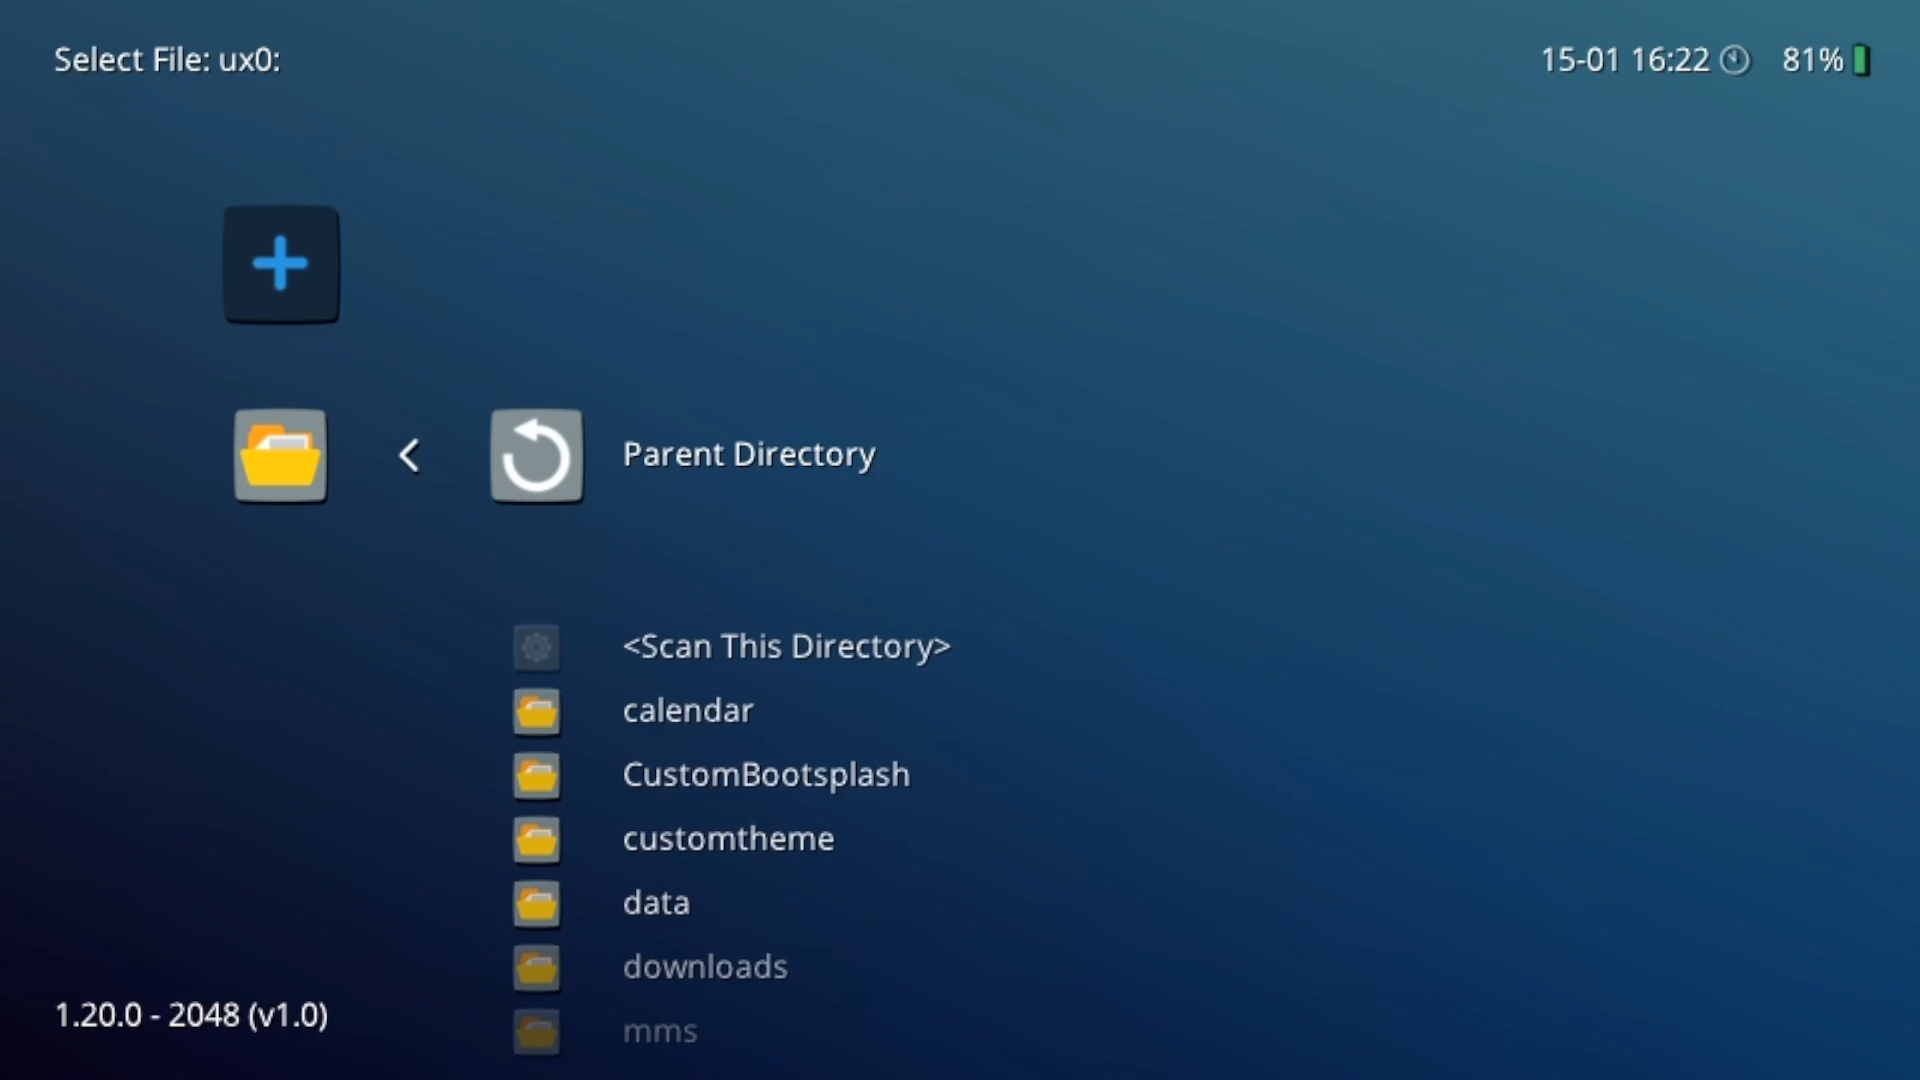 Select File: ux0:
15-01 16:22
81%
Parent Directory
<Scan This Directory>
calendar
CustomBootsplash
customtheme
data
downloads
mms
1.20.0 - 2048 (v1.0)